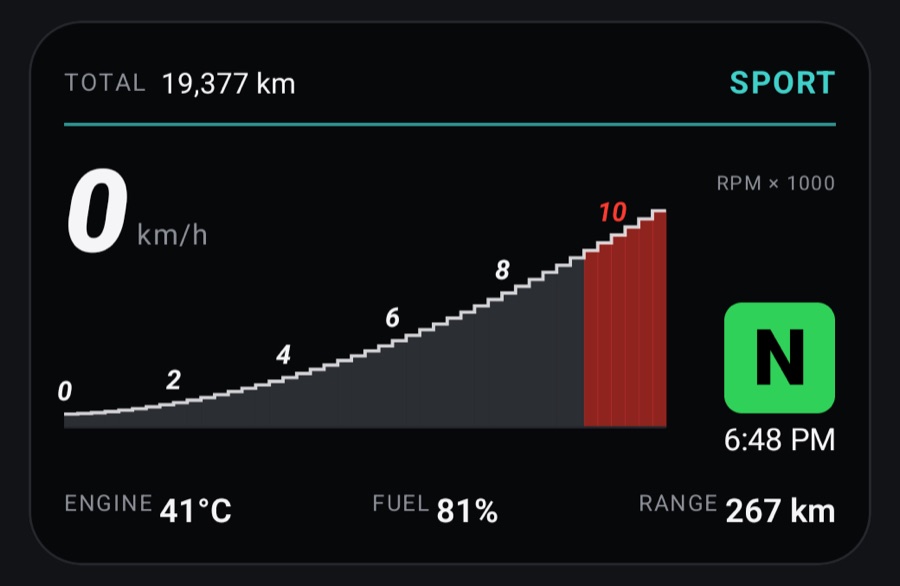 TOTAL 19,377 km
SPORT
0 km/h
RPM × 1000
0
2
4
6
8
10
N
6:48 PM
ENGINE 41°C
FUEL 81%
RANGE 267 km